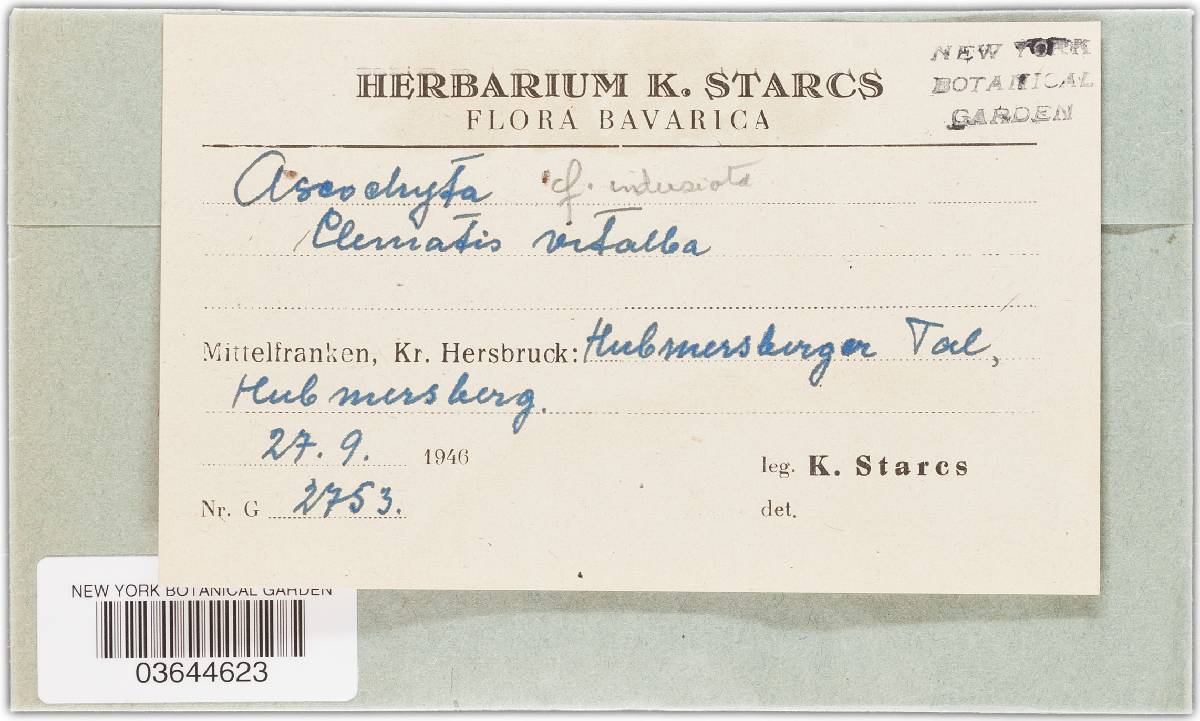 HERBARIUM K. STARCS
FLORA BAVARICA
NEW YORK
BOTANICAL
GARDEN
Ascochyta cf. indusiata
Clematis vitalba
Mittelfranken, Kr. Hersbruck: Hubmersberger Tal,
Hubmersberg.
27. 9. 1946
leg. K. Starcs
Nr. G 2753.
det.
NEW YORK BOTANICAL GARDEN
03644623